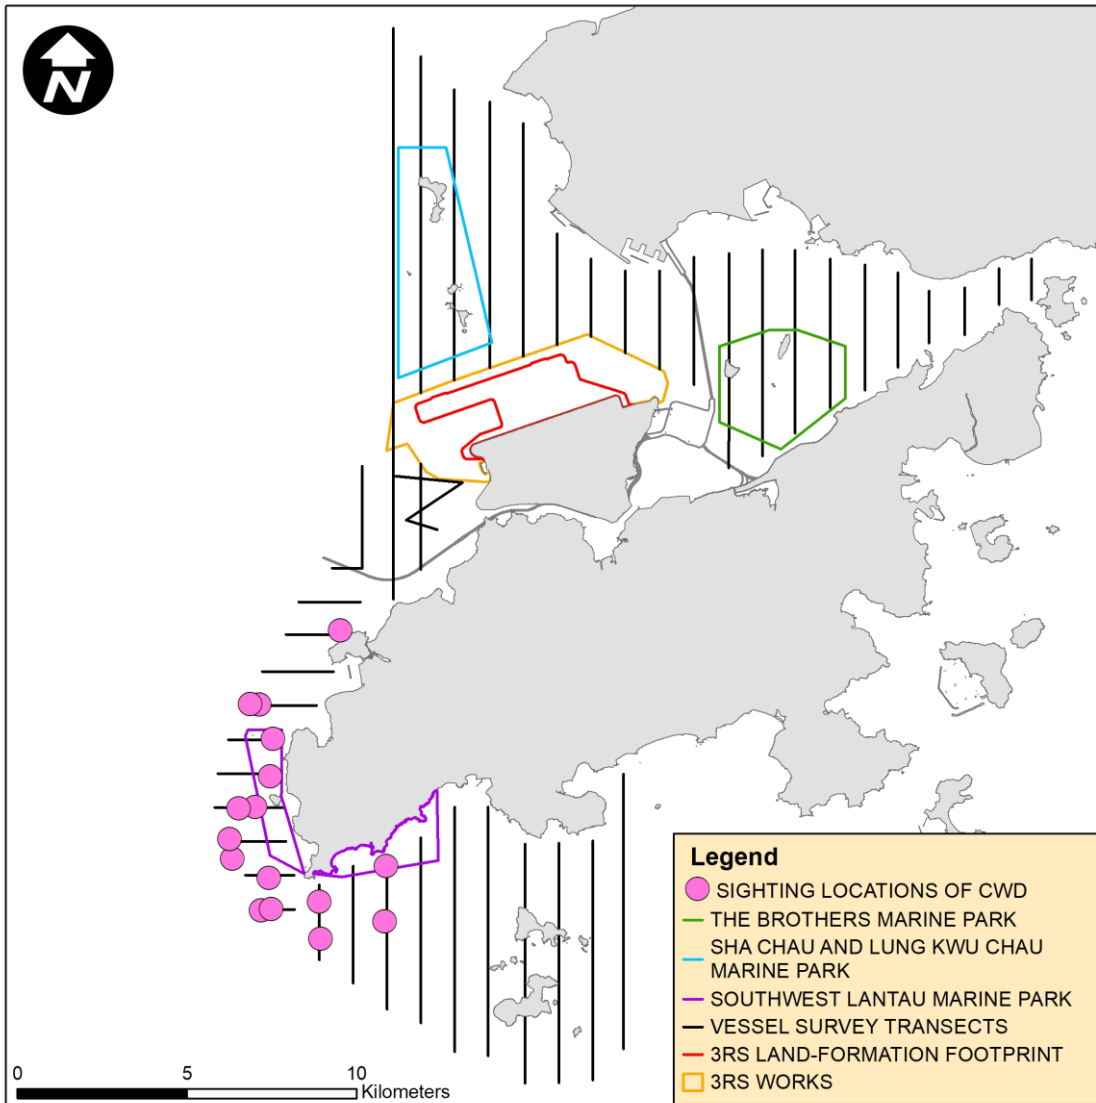 N
Legend
SIGHTING LOCATIONS OF CWD
THE BROTHERS MARINE PARK
SHA CHAU AND LUNG KWU CHAU
MARINE PARK
SOUTHWEST LANTAU MARINE PARK
VESSEL SURVEY TRANSECTS
3RS LAND-FORMATION FOOTPRINT
3RS WORKS
0 5 10
Kilometers